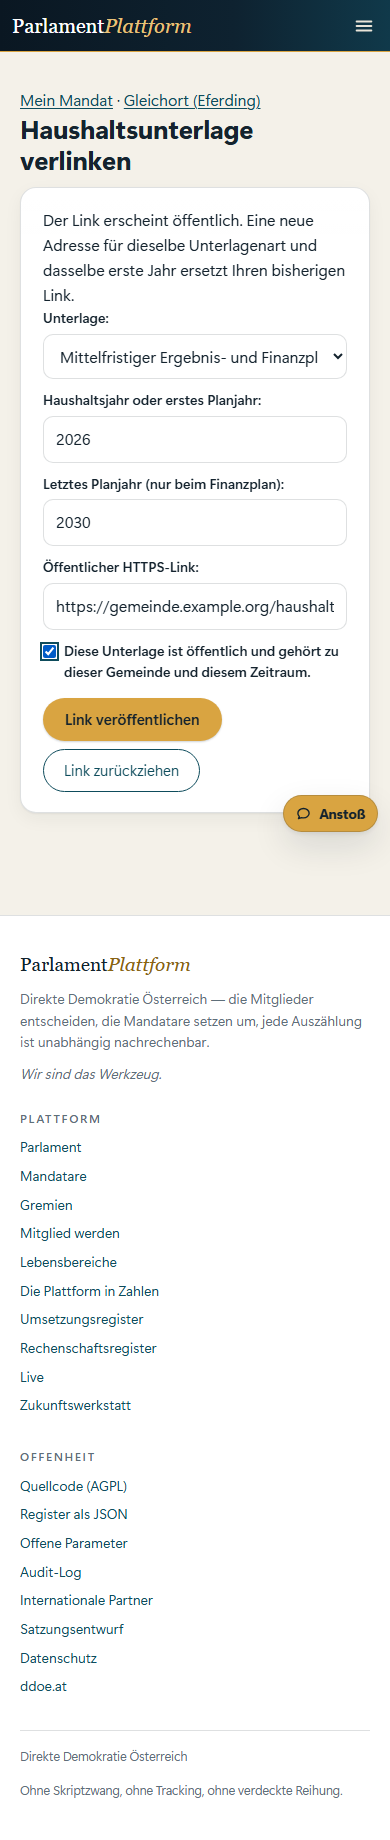 ParlamentPlattform
Mein Mandat · Gleichort (Eferding)
Haushaltsunterlage
verlinken
Der Link erscheint öffentlich. Eine neue
Adresse für dieselbe Unterlagenart und
dasselbe erste Jahr ersetzt Ihren bisherigen
Link.
Unterlage:
Mittelfristiger Ergebnis- und Finanzpl
Haushaltsjahr oder erstes Planjahr:
2026
Letztes Planjahr (nur beim Finanzplan):
2030
Öffentlicher HTTPS-Link:
https://gemeinde.example.org/haushalt
Diese Unterlage ist öffentlich und gehört zu
dieser Gemeinde und diesem Zeitraum.
Link veröffentlichen
Link zurückziehen
Anstoß
ParlamentPlattform
Direkte Demokratie Österreich — die Mitglieder
entscheiden, die Mandatare setzen um, jede Auszählung
ist unabhängig nachrechenbar.
Wir sind das Werkzeug.
PLATTFORM
Parlament
Mandatare
Gremien
Mitglied werden
Lebensbereiche
Die Plattform in Zahlen
Umsetzungsregister
Rechenschaftsregister
Live
Zukunftswerkstatt
OFFENHEIT
Quellcode (AGPL)
Register als JSON
Offene Parameter
Audit-Log
Internationale Partner
Satzungsentwurf
Datenschutz
ddoe.at
Direkte Demokratie Österreich
Ohne Skriptzwang, ohne Tracking, ohne verdeckte Reihung.